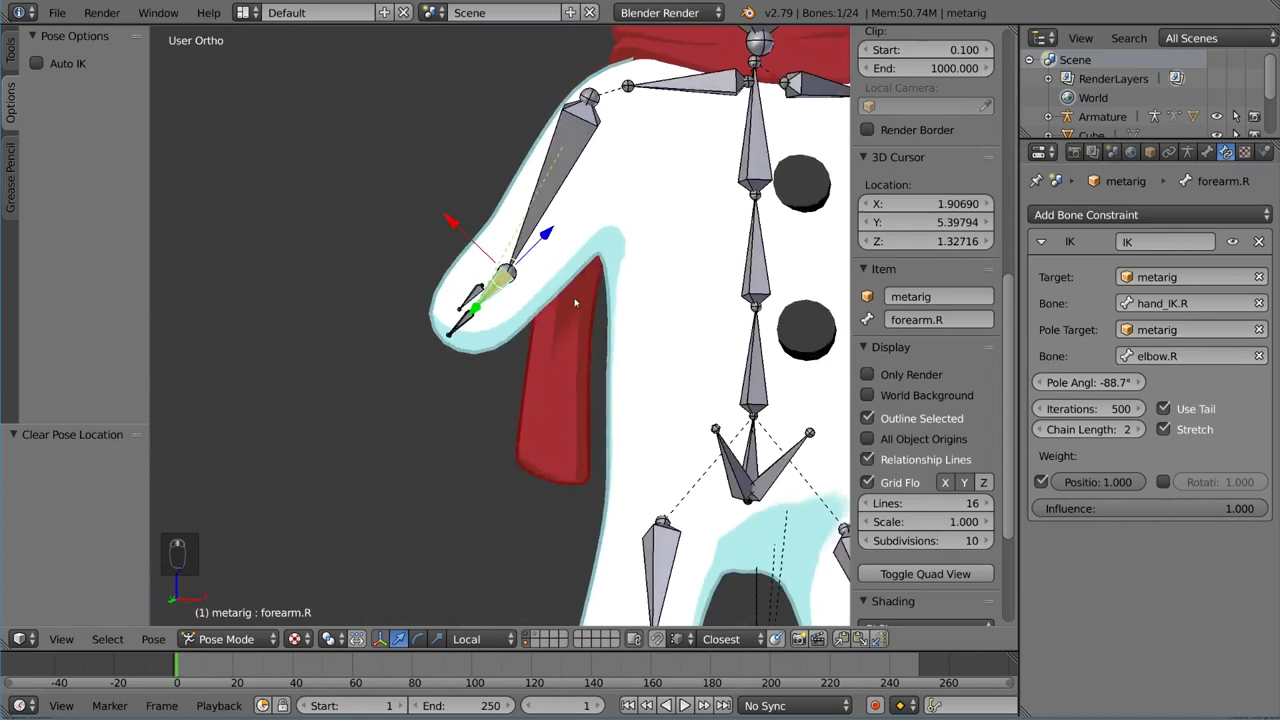 File Render Window Help Default Scene Blender Render v2.79 | Bones:1/24 | Mem:50.74M | metarig
Pose Options
Auto IK
Tools
Options
Grease Pencil
Clear Pose Location
User Ortho
(1) metarig : forearm.R
Clip:
Start: 0.100
End: 1000.000
Local Camera:
Render Border
3D Cursor
Location:
X: 1.90690
Y: 5.39794
Z: 1.32716
Item
metarig
forearm.R
Display
Only Render
World Background
Outline Selected
All Object Origins
Relationship Lines
Grid Flo X Y Z
Lines: 16
Scale: 1.000
Subdivisions: 10
Toggle Quad View
Shading
View Search All Scenes
Scene
RenderLayers
World
Armature
Cube
metarig forearm.R
Add Bone Constraint
IK IK
Target: metarig
Bone: hand_IK.R
Pole Target: metarig
Bone: elbow.R
Pole Angl: -88.7°
Iterations: 500 Use Tail
Chain Length: 2 Stretch
Weight:
Positio: 1.000 Rotati: 1.000
Influence: 1.000
View Select Pose Pose Mode Local Closest
-40 -20 0 20 40 60 80 100 120 140 160 180 200 220 240 260
View Marker Frame Playback Start: 1 End: 250 1 No Sync